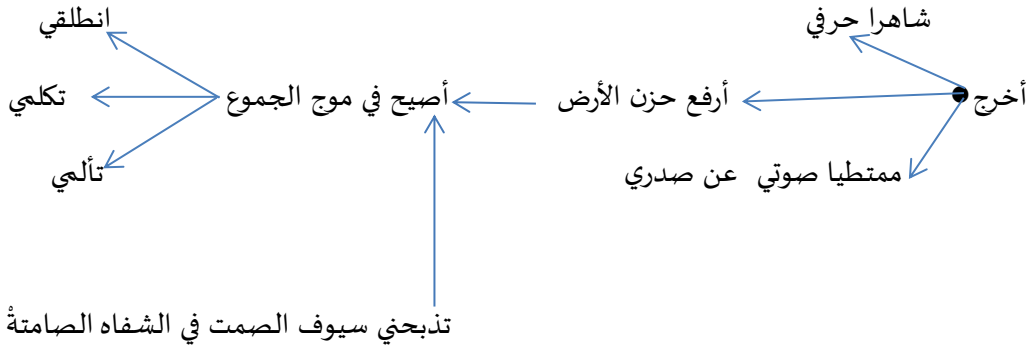 شاهرا حرفي
انطلقي
أخرج
أرفع حزن الأرض
أصيح في موج الجموع
تكلمي
ممتطيا صوتي عن صدري
تألمي
تذبحني سيوف الصمت في الشفاه الصامتةْ